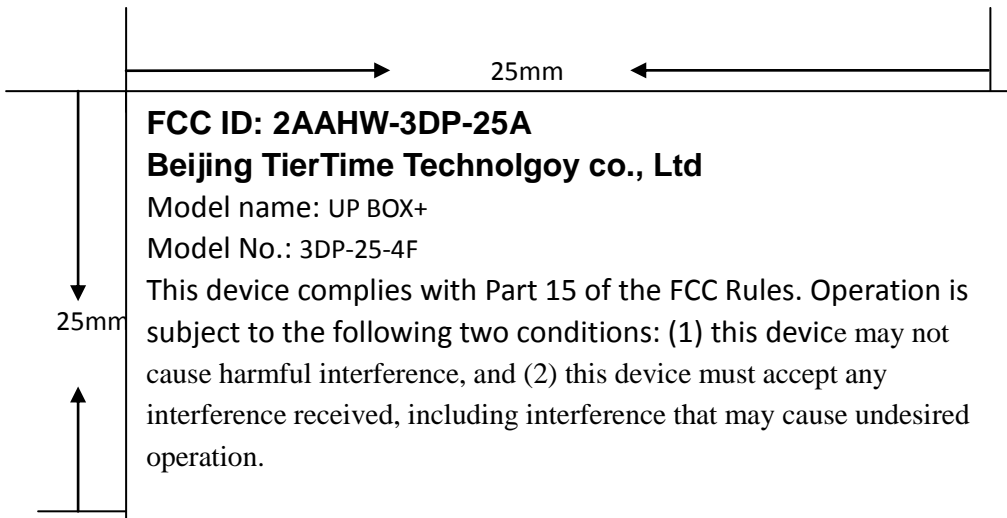 25mm
FCC ID: 2AAHW-3DP-25A
Beijing TierTime Technolgoy co., Ltd
Model name: UP BOX+
Model No.: 3DP-25-4F
This device complies with Part 15 of the FCC Rules. Operation is
25mm
subject to the following two conditions: (1) this device may not
cause harmful interference, and (2) this device must accept any
interference received, including interference that may cause undesired
operation.